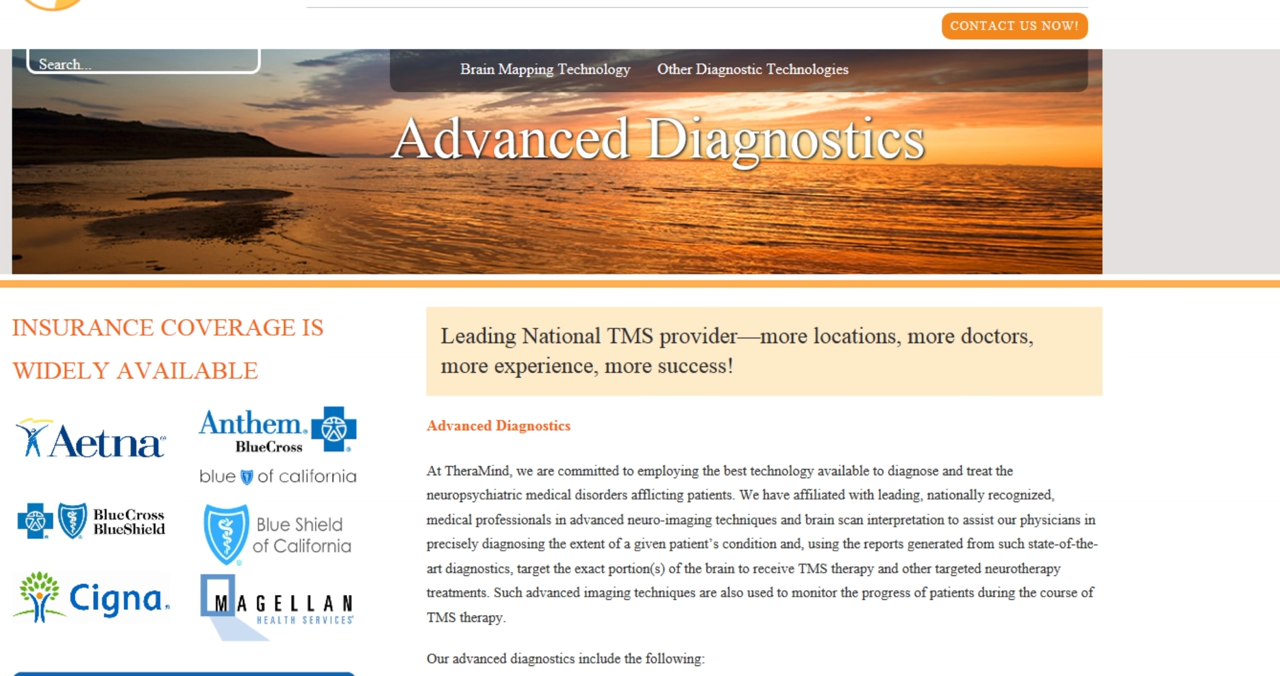 CONTACT US NOW!
Search...
Brain Mapping Technology Other Diagnostic Technologies
Advanced Diagnostics
INSURANCE COVERAGE IS
WIDELY AVAILABLE
Aetna
Anthem
BlueCross
blue of california
BlueCross
BlueShield
Blue Shield
of California
Cigna
MAGELLAN
HEALTH SERVICES
Leading National TMS provider—more locations, more doctors,
more experience, more success!
Advanced Diagnostics
At TheraMind, we are committed to employing the best technology available to diagnose and treat the
neuropsychiatric medical disorders afflicting patients. We have affiliated with leading, nationally recognized,
medical professionals in advanced neuro-imaging techniques and brain scan interpretation to assist our physicians in
precisely diagnosing the extent of a given patient’s condition and, using the reports generated from such state-of-the-
art diagnostics, target the exact portion(s) of the brain to receive TMS therapy and other targeted neurotherapy
treatments. Such advanced imaging techniques are also used to monitor the progress of patients during the course of
TMS therapy.
Our advanced diagnostics include the following: